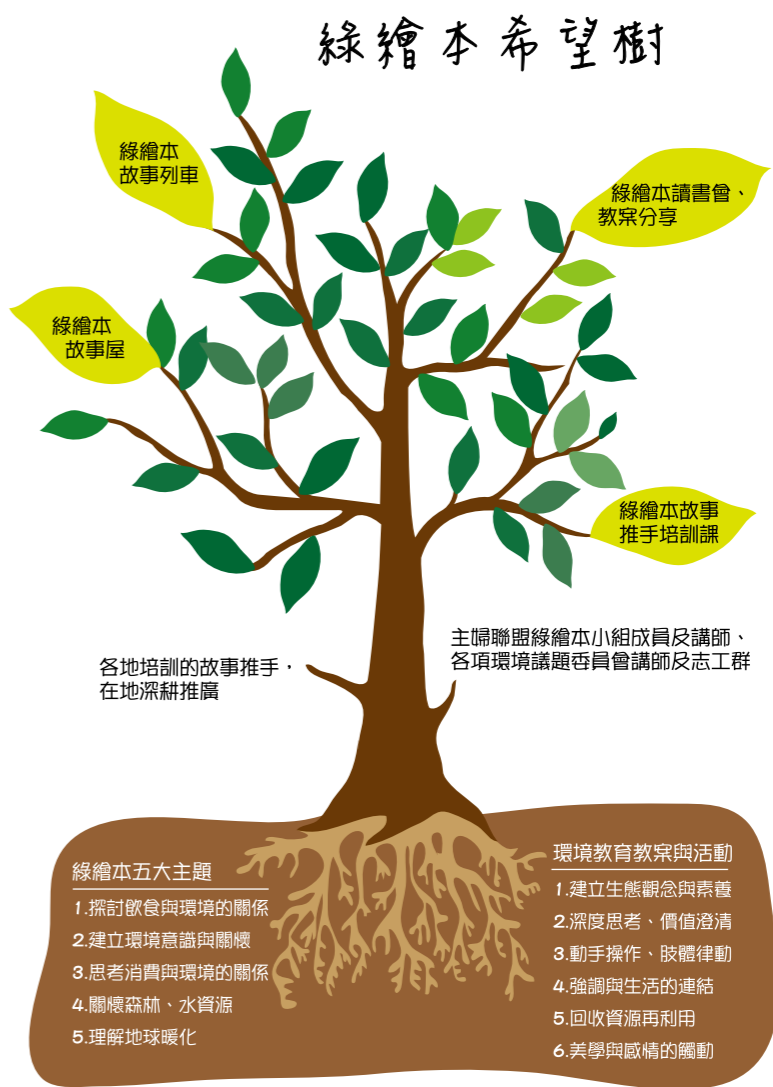 綠繪本希望樹
綠繪本
故事列車
綠繪本讀書會、
教案分享
綠繪本
故事屋
綠繪本故事
推手培訓課
各地培訓的故事推手，
在地深耕推廣
主婦聯盟綠繪本小組成員及講師、
各項環境議題委員會講師及志工群
綠繪本五大主題
1.探討飲食與環境的關係
2.建立環境意識與關懷
3.思考消費與環境的關係
4.關懷森林、水資源
5.理解地球暖化
環境教育教案與活動
1.建立生態觀念與素養
2.深度思考、價值澄清
3.動手操作、肢體律動
4.強調與生活的連結
5.回收資源再利用
6.美學與感情的觸動